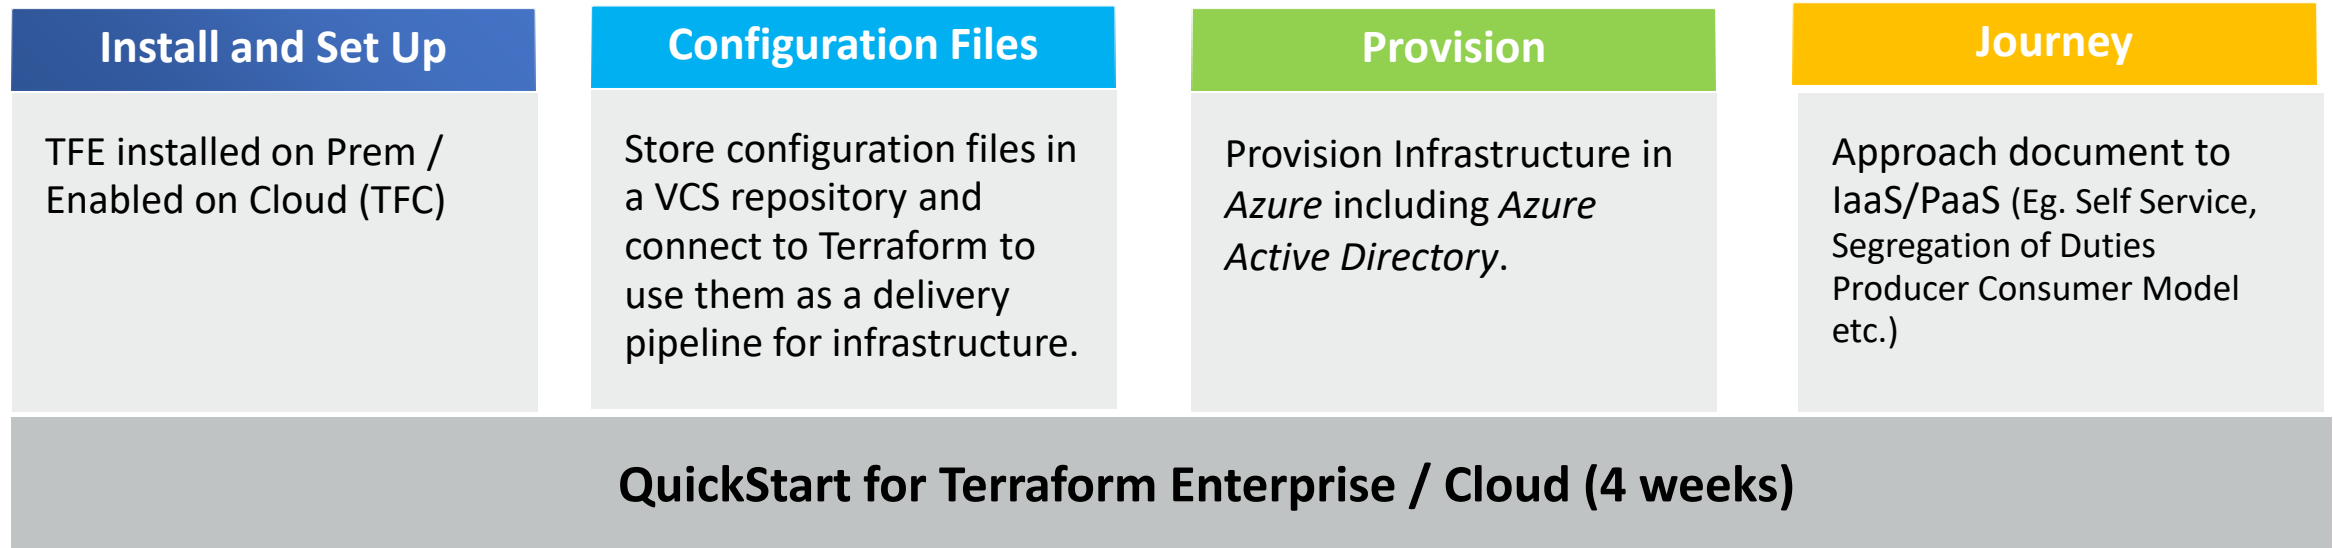 Install and Set Up
TFE installed on Prem /
Enabled on Cloud (TFC)
Configuration Files
Store configuration files in
a VCS repository and
connect to Terraform to
use them as a delivery
pipeline for infrastructure.
Provision
Provision Infrastructure in
Azure including Azure
Active Directory.
Journey
Approach document to
IaaS/PaaS (Eg. Self Service,
Segregation of Duties
Producer Consumer Model
etc.)
QuickStart for Terraform Enterprise / Cloud (4 weeks)